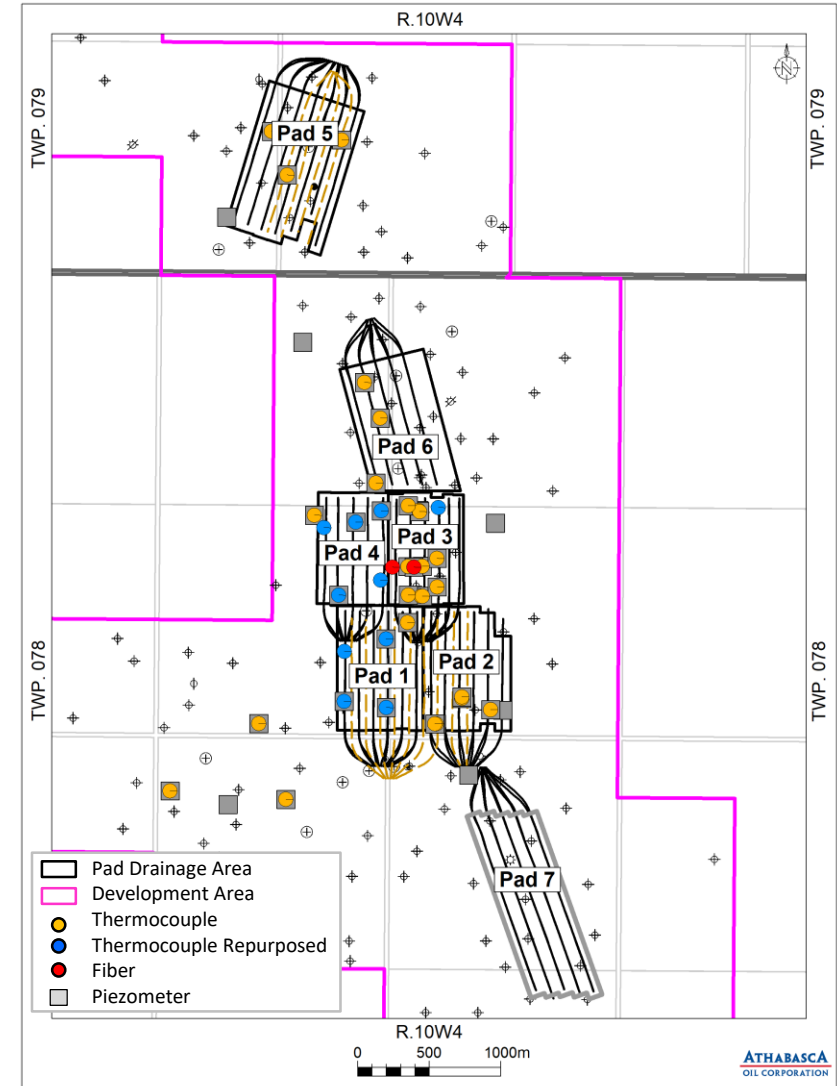 R.10W4
N
TWP. 079
TWP. 079
Pad 5
Pad 6
Pad 3
Pad 4
Pad 2
Pad 1
TWP. 078
TWP. 078
Pad 7
Pad Drainage Area
Development Area
Thermocouple
Thermocouple Repurposed
Fiber
Piezometer
R.10W4
0 500 1000m
ATHABASCA
OIL CORPORATION